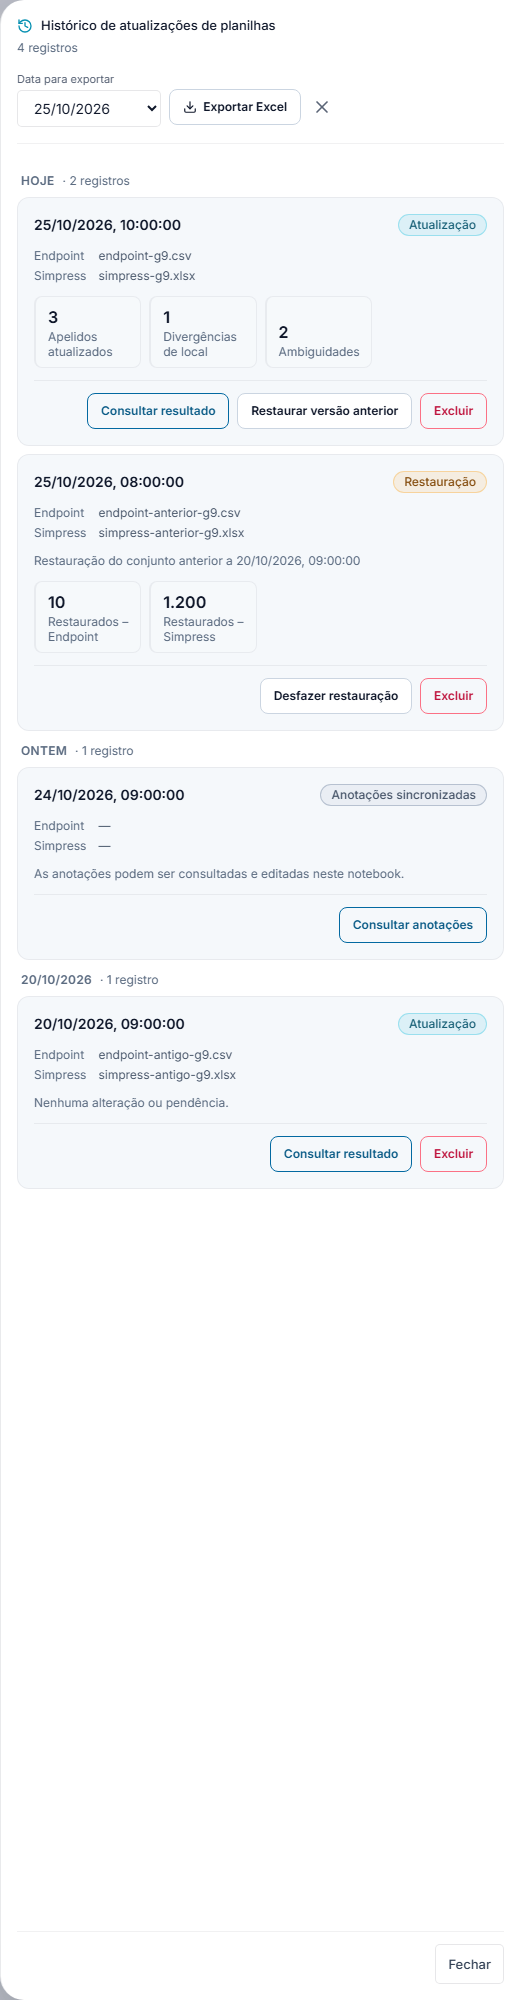 Histórico de atualizações de planilhas
4 registros
Data para exportar
25/10/2026
Exportar Excel
HOJE · 2 registros
25/10/2026, 10:00:00
Atualização
Endpoint endpoint-g9.csv
Simpress simpress-g9.xlsx
3
Apelidos
atualizados
1
Divergências
de local
2
Ambiguidades
Consultar resultado
Restaurar versão anterior
Excluir
25/10/2026, 08:00:00
Restauração
Endpoint endpoint-anterior-g9.csv
Simpress simpress-anterior-g9.xlsx
Restauração do conjunto anterior a 20/10/2026, 09:00:00
10
Restaurados –
Endpoint
1.200
Restaurados –
Simpress
Desfazer restauração
Excluir
ONTEM · 1 registro
24/10/2026, 09:00:00
Anotações sincronizadas
Endpoint —
Simpress —
As anotações podem ser consultadas e editadas neste notebook.
Consultar anotações
20/10/2026 · 1 registro
20/10/2026, 09:00:00
Atualização
Endpoint endpoint-antigo-g9.csv
Simpress simpress-antigo-g9.xlsx
Nenhuma alteração ou pendência.
Consultar resultado
Excluir
Fechar